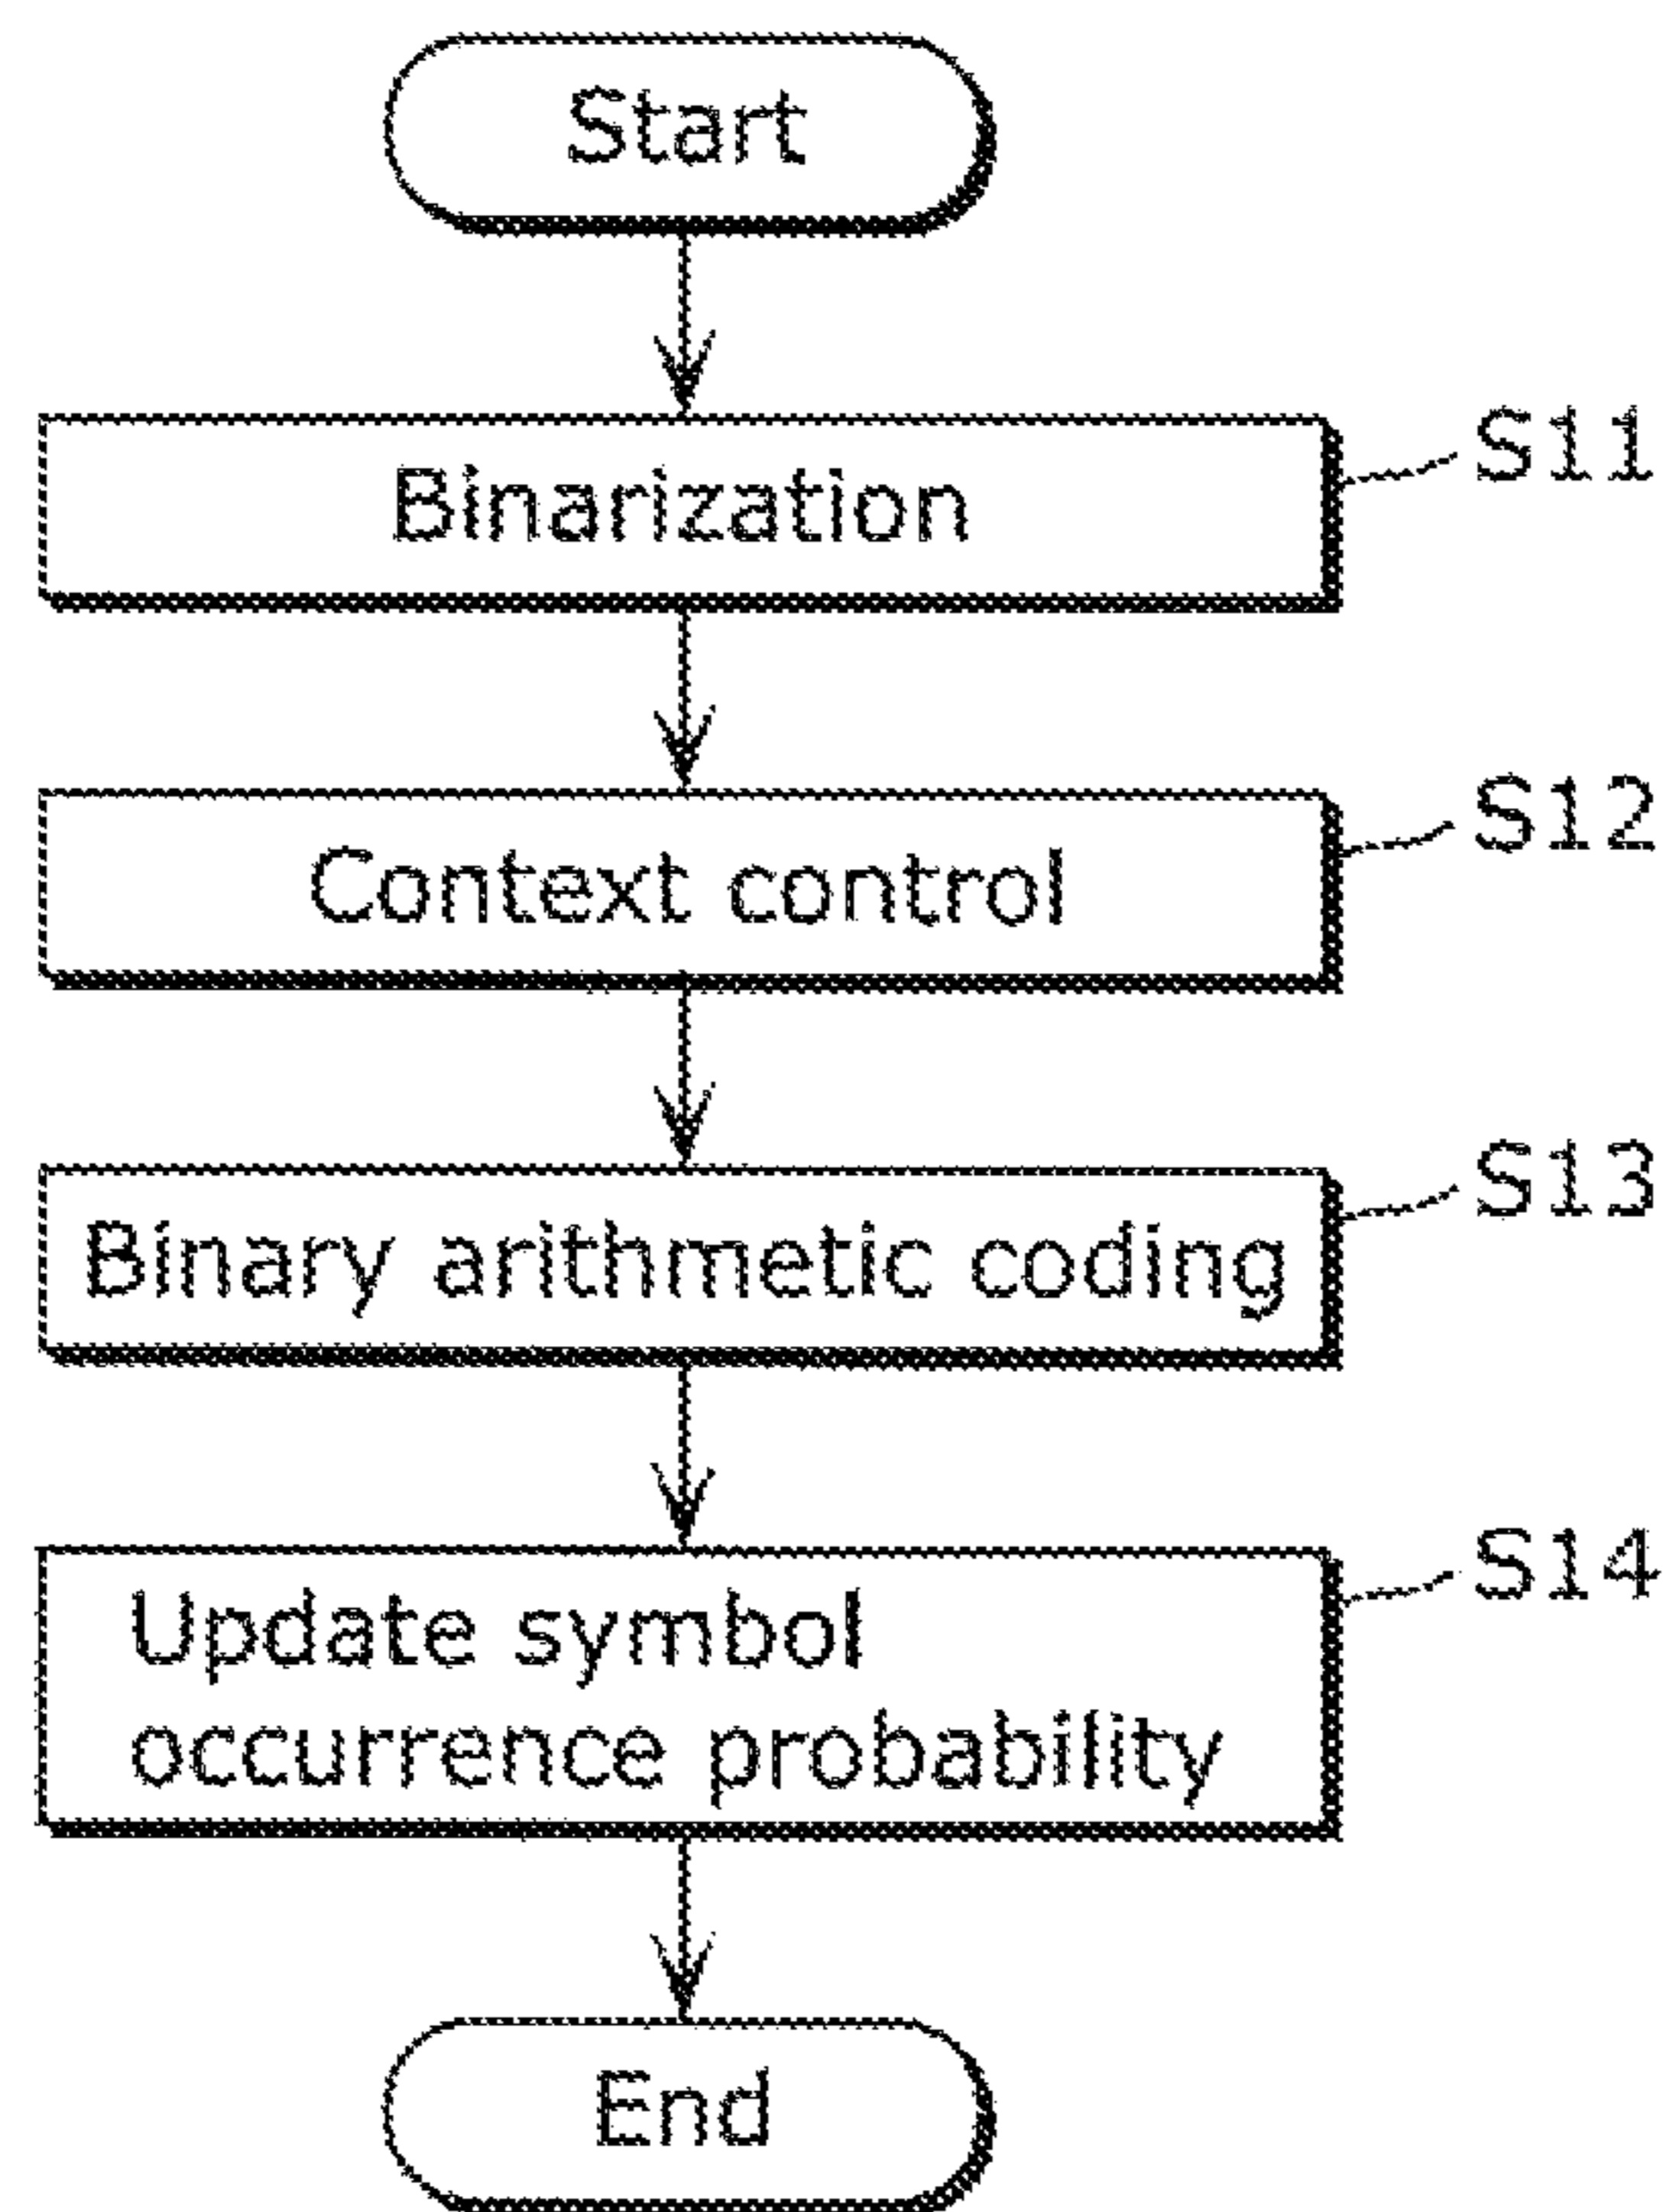 Start
Binarization
S11
Context control
S12
Binary arithmetic coding
S13
Update symbol
occurrence probability
S14
End